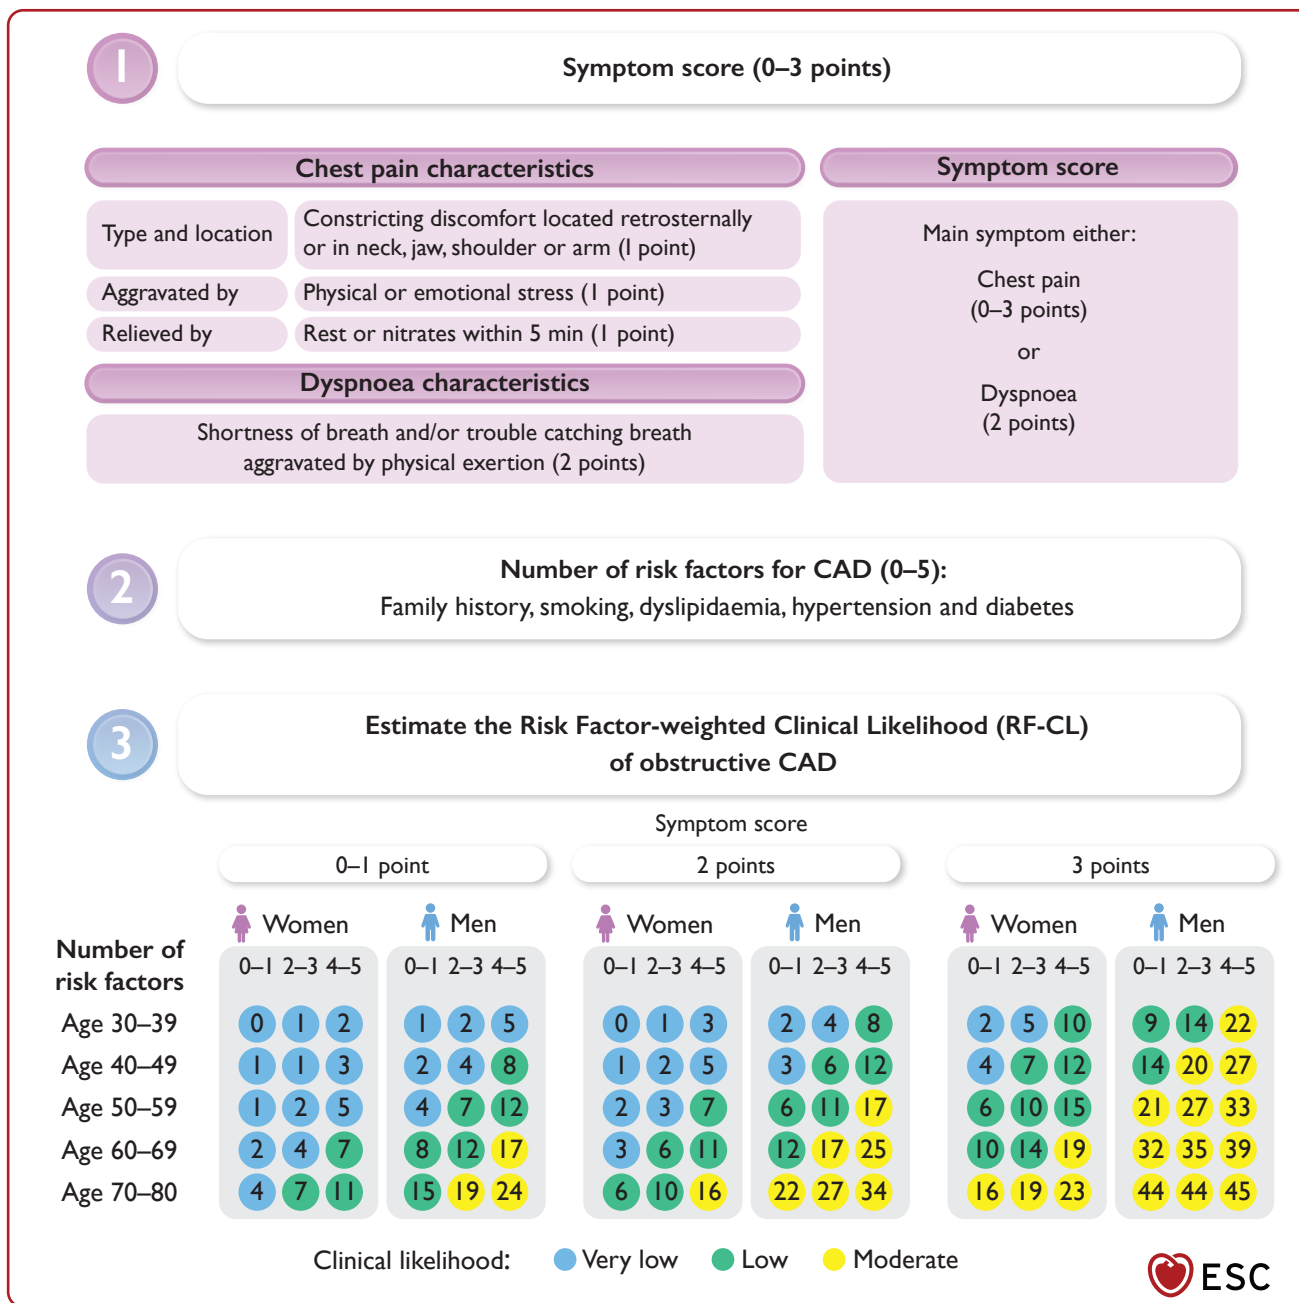 1
Symptom score (0–3 points)
Chest pain characteristics
Symptom score
Type and location
Constricting discomfort located retrosternally
or in neck, jaw, shoulder or arm (1 point)
Aggravated by
Physical or emotional stress (1 point)
Relieved by
Rest or nitrates within 5 min (1 point)
Dyspnoea characteristics
Shortness of breath and/or trouble catching breath
aggravated by physical exertion (2 points)
Main symptom either:
Chest pain
(0–3 points)
or
Dyspnoea
(2 points)
2
Number of risk factors for CAD (0–5):
Family history, smoking, dyslipidaemia, hypertension and diabetes
3
Estimate the Risk Factor-weighted Clinical Likelihood (RF-CL)
of obstructive CAD
Symptom score
0–1 point 2 points 3 points
Women Men Women Men Women Men
Number of
risk factors
0–1 2–3 4–5 0–1 2–3 4–5 0–1 2–3 4–5 0–1 2–3 4–5 0–1 2–3 4–5 0–1 2–3 4–5
Age 30–39 0 1 2 1 2 5 0 1 3 2 4 8 2 5 10 9 14 22
Age 40–49 1 1 3 2 4 8 1 2 5 3 6 12 4 7 12 14 20 27
Age 50–59 1 2 5 4 7 12 2 3 7 6 11 17 6 10 15 21 27 33
Age 60–69 2 4 7 8 12 17 3 6 11 12 17 25 10 14 19 32 35 39
Age 70–80 4 7 11 15 19 24 6 10 16 22 27 34 16 19 23 44 44 45
Clinical likelihood: Very low Low Moderate
ESC